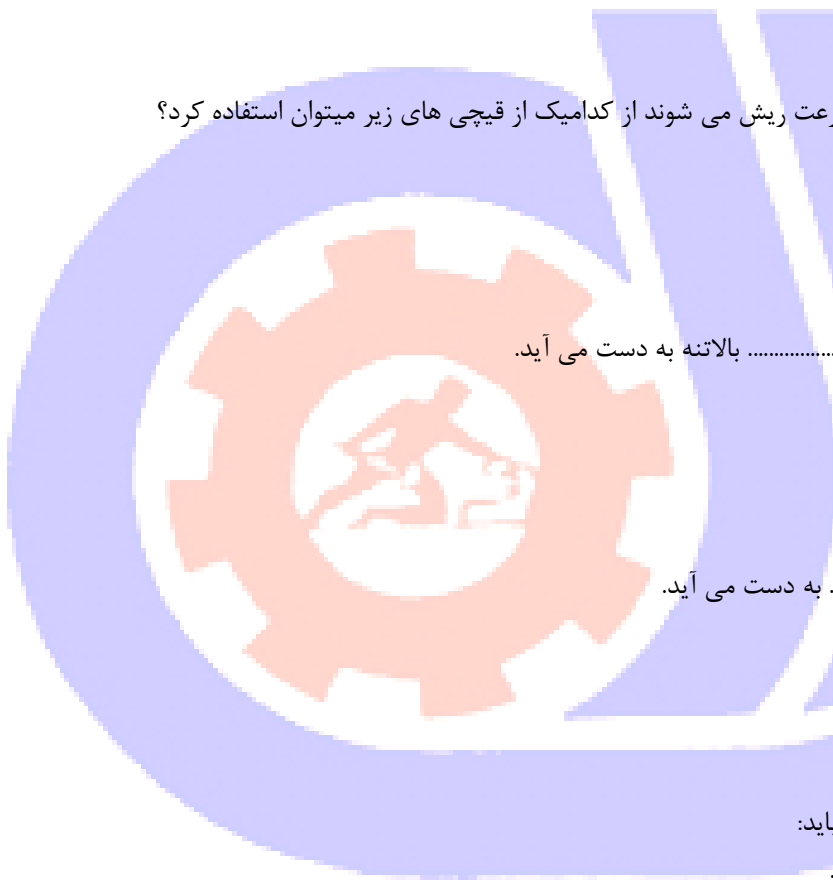 رعت ریش می شوند از کدامیک از قیچی های زیر میتوان استفاده کرد؟
................ بالاتنه به دست می آید.
. به دست می آید.
باید: